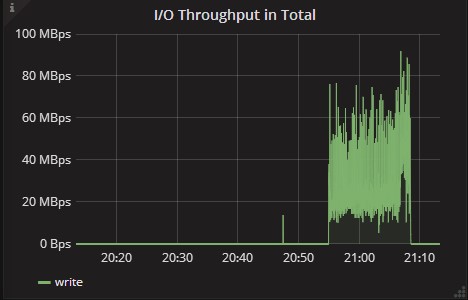 i
I/O Throughput in Total
100 MBps
80 MBps
60 MBps
40 MBps
20 MBps
0 Bps
20:20 20:30 20:40 20:50 21:00 21:10
write